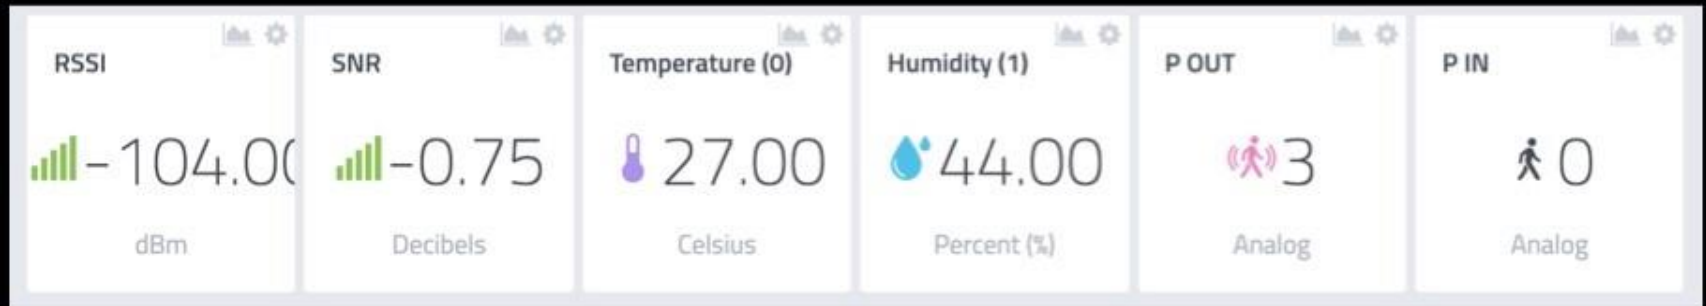 RSSI
-104.00
dBm
SNR
-0.75
Decibels
Temperature (0)
27.00
Celsius
Humidity (1)
44.00
Percent (%)
P OUT
3
Analog
P IN
0
Analog